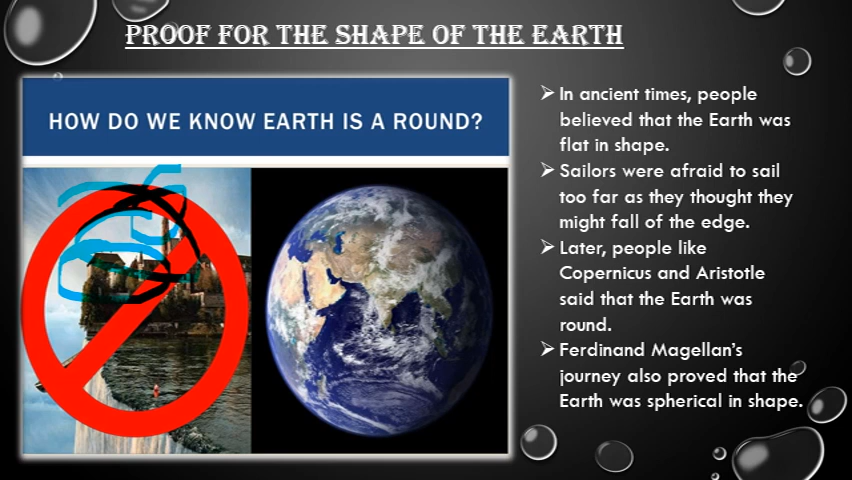 PROOF FOR THE SHAPE OF THE EARTH
HOW DO WE KNOW EARTH IS A ROUND?
➢ In ancient times, people
believed that the Earth was
flat in shape.
➢ Sailors were afraid to sail
too far as they thought they
might fall of the edge.
➢ Later, people like
Copernicus and Aristotle
said that the Earth was
round.
➢ Ferdinand Magellan's
journey also proved that the
Earth was spherical in shape.